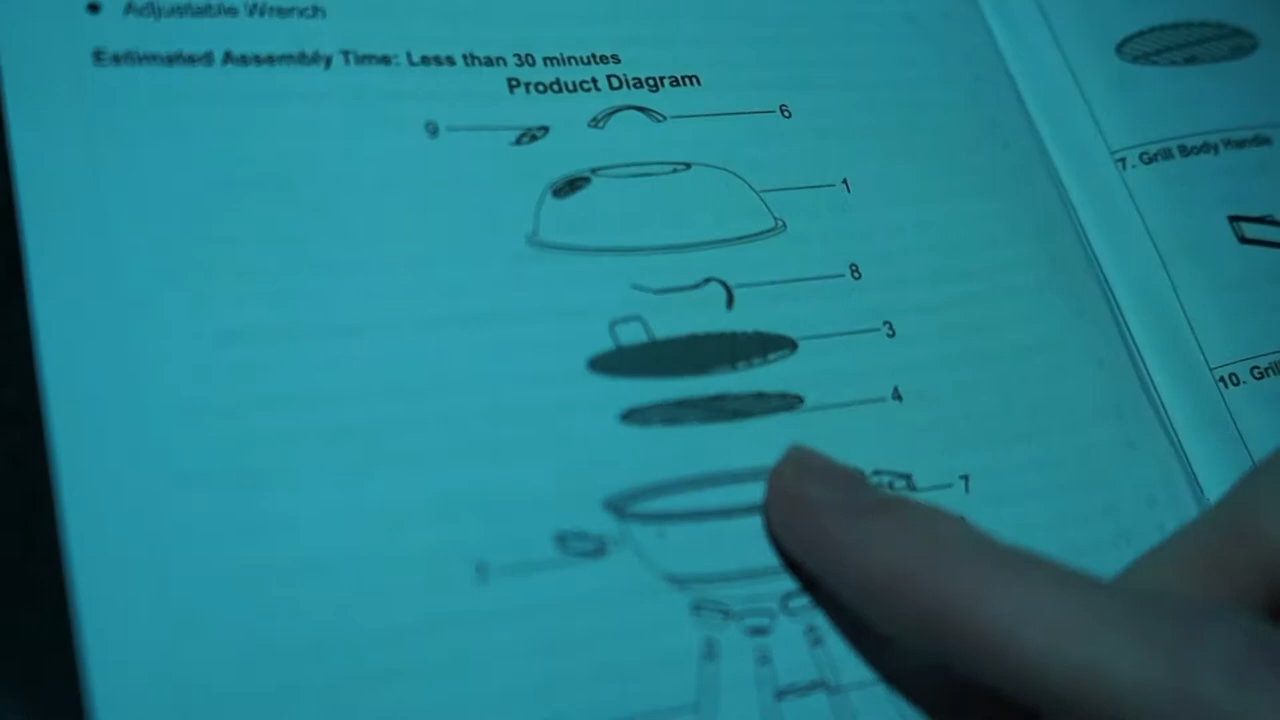 Adjustable Wrench
Estimated Assembly Time: Less than 30 minutes
Product Diagram
9
6
1
8
3
4
7
7. Grill Body Handle
10. Gril